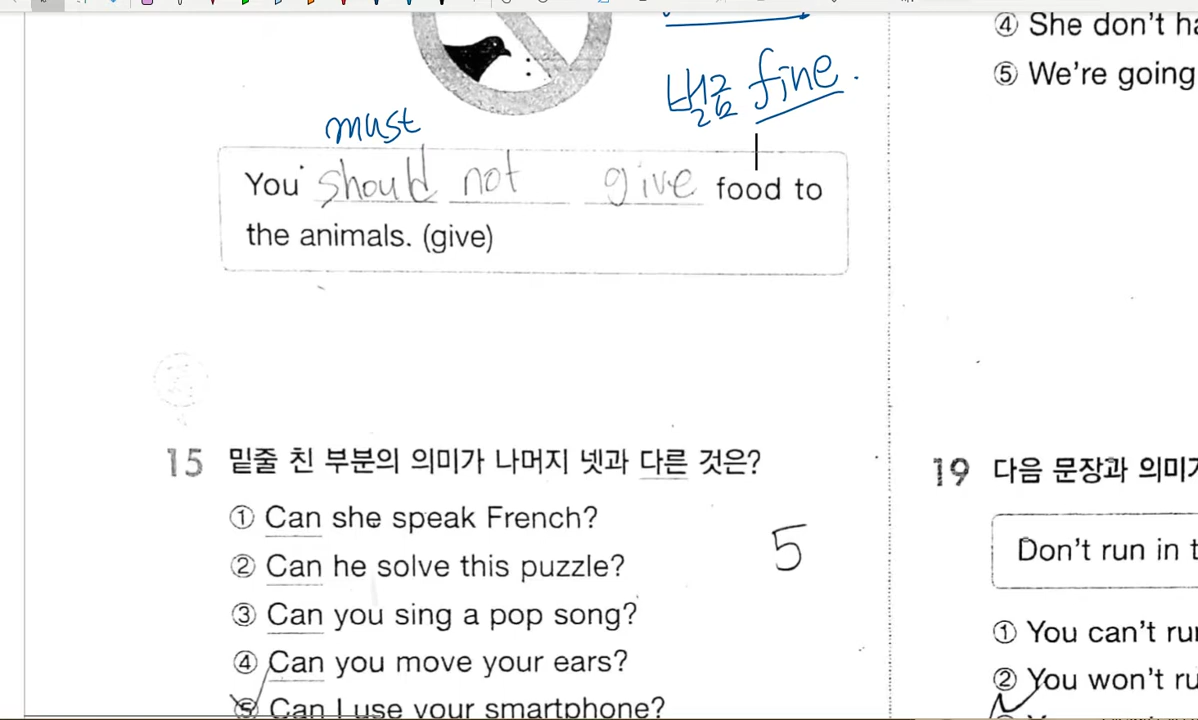 벌금 fine.
must
You should not give food to
the animals. (give)
15 밑줄 친 부분의 의미가 나머지 넷과 다른 것은?
① Can she speak French?
② Can he solve this puzzle?
③ Can you sing a pop song?
④ Can you move your ears?
⑤ Can I use your smartphone?
5
④ She don't ha
⑤ We're going
19 다음 문장과 의미가
Don't run in t
① You can't ru
② You won't ru